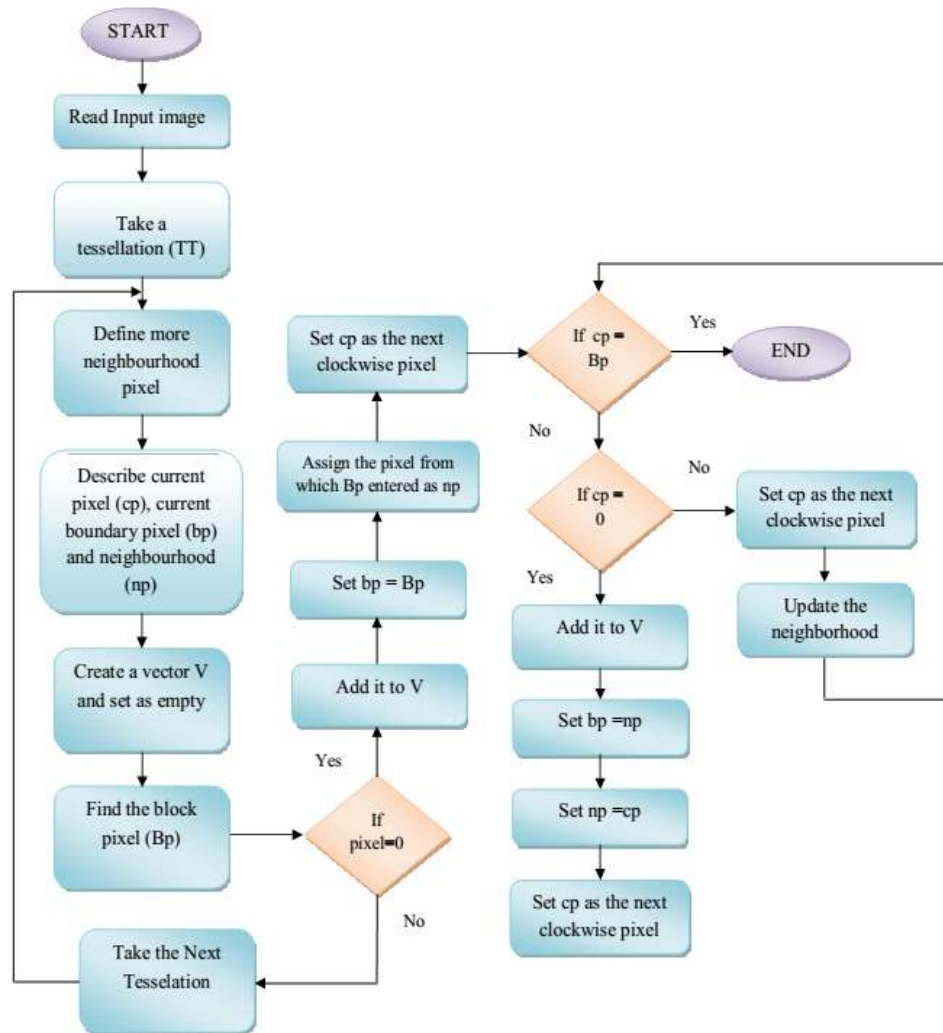 START
Read Input image
Take a
tessellation (TT)
Define more
neighbourhood
pixel
Describe current
pixel (cp), current
boundary pixel (bp)
and neighbourhood
(np)
Create a vector V
and set as empty
Find the block
pixel (Bp)
If
pixel=0
No
Take the Next
Tesselation
Yes
Add it to V
Set bp = Bp
Assign the pixel from
which Bp entered as np
Set cp as the next
clockwise pixel
If cp =
Bp
Yes
END
No
If cp =
0
No
Set cp as the next
clockwise pixel
Update the
neighborhood
Yes
Add it to V
Set bp =np
Set np =cp
Set cp as the next
clockwise pixel